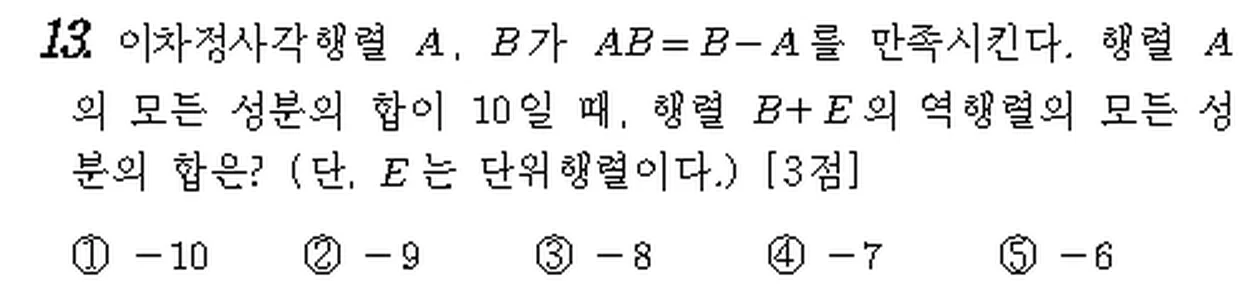 13. 이차정사각행렬 A, B가 AB=B-A를 만족시킨다. 행렬 A
의 모든 성분의 합이 10일 때, 행렬 B+E의 역행렬의 모든 성
분의 합은? (단, E는 단위행렬이다.) [3점]
① -10 ② -9 ③ -8 ④ -7 ⑤ -6